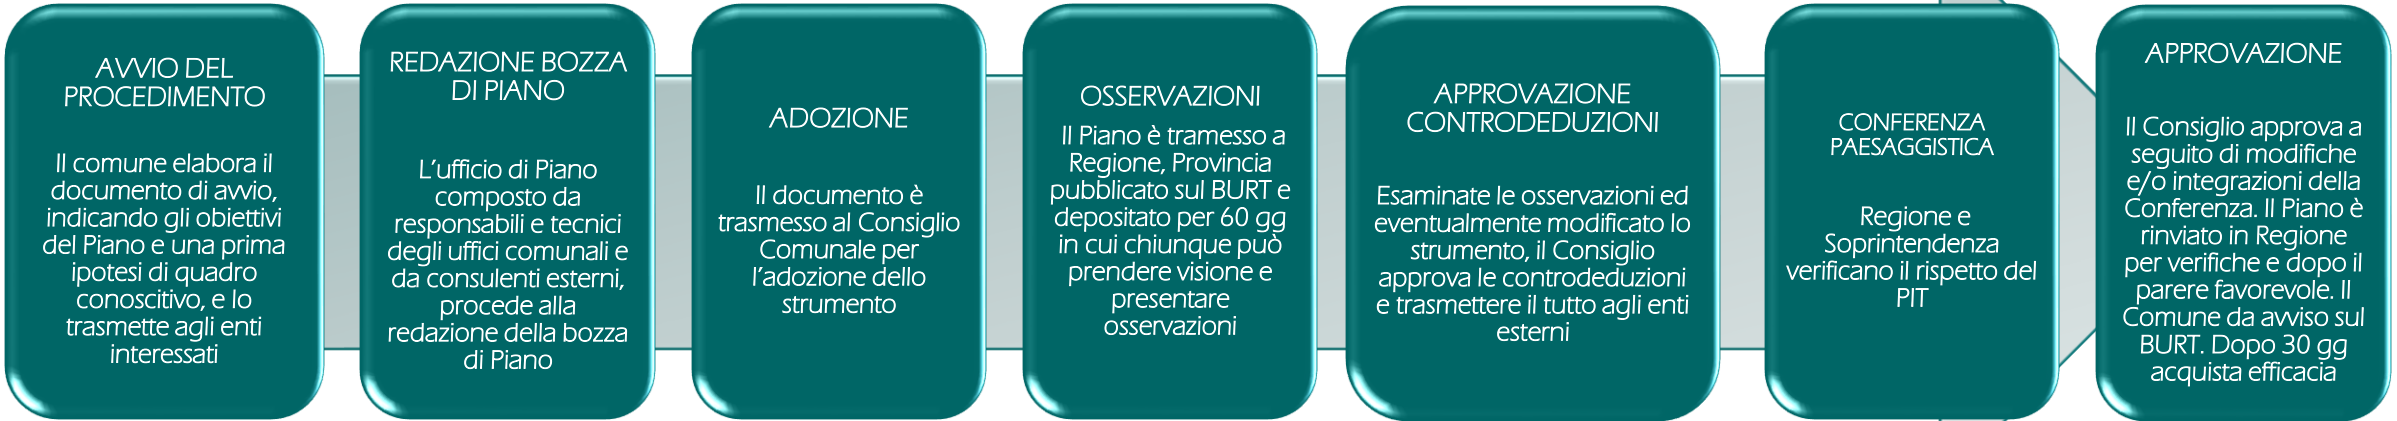 AVVIO DEL
PROCEDIMENTO
Il comune elabora il
documento di avvio,
indicando gli obiettivi
del Piano e una prima
ipotesi di quadro
conoscitivo, e lo
trasmette agli enti
interessati
REDAZIONE BOZZA
DI PIANO
L'ufficio di Piano
composto da
responsabili e tecnici
degli uffici comunali e
da consulenti esterni,
procede alla
redazione della bozza
di Piano
ADOZIONE
Il documento è
trasmesso al Consiglio
Comunale per
l'adozione dello
strumento
OSSERVAZIONI
Il Piano è tramesso a
Regione, Provincia
pubblicato sul BURT e
depositato per 60 gg
in cui chiunque può
prendere visione e
presentare
osservazioni
APPROVAZIONE
CONTRODEDUZIONI
Esaminate le osservazioni ed
eventualmente modificato lo
strumento, il Consiglio
approva le controdeduzioni
e trasmettere il tutto agli enti
esterni
CONFERENZA
PAESAGGISTICA
Regione e
Soprintendenza
verificano il rispetto del
PIT
APPROVAZIONE
Il Consiglio approva a
seguito di modifiche
e/o integrazioni della
Conferenza. Il Piano è
rinviato in Regione
per verifiche e dopo il
parere favorevole. Il
Comune da avviso sul
BURT. Dopo 30 gg
acquista efficacia